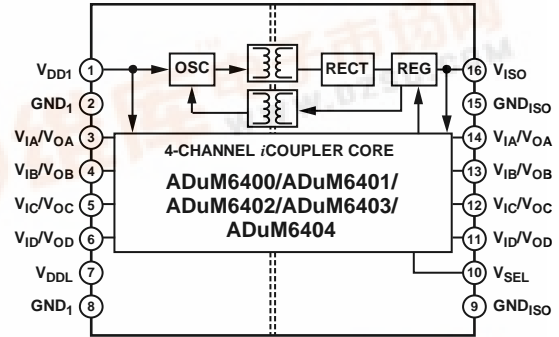 OSC
RECT
REG
VDD1 1
16 VISO
GND1 2
15 GNDISO
VIA/VOA 3
14 VIA/VOA
4-CHANNEL iCOUPLER CORE
VIB/VOB 4
13 VIB/VOB
ADuM6400/ADuM6401/
ADuM6402/ADuM6403/
ADuM6404
VIC/VOC 5
12 VIC/VOC
VID/VOD 6
11 VID/VOD
VDDL 7
10 VSEL
GND1 8
9 GNDISO